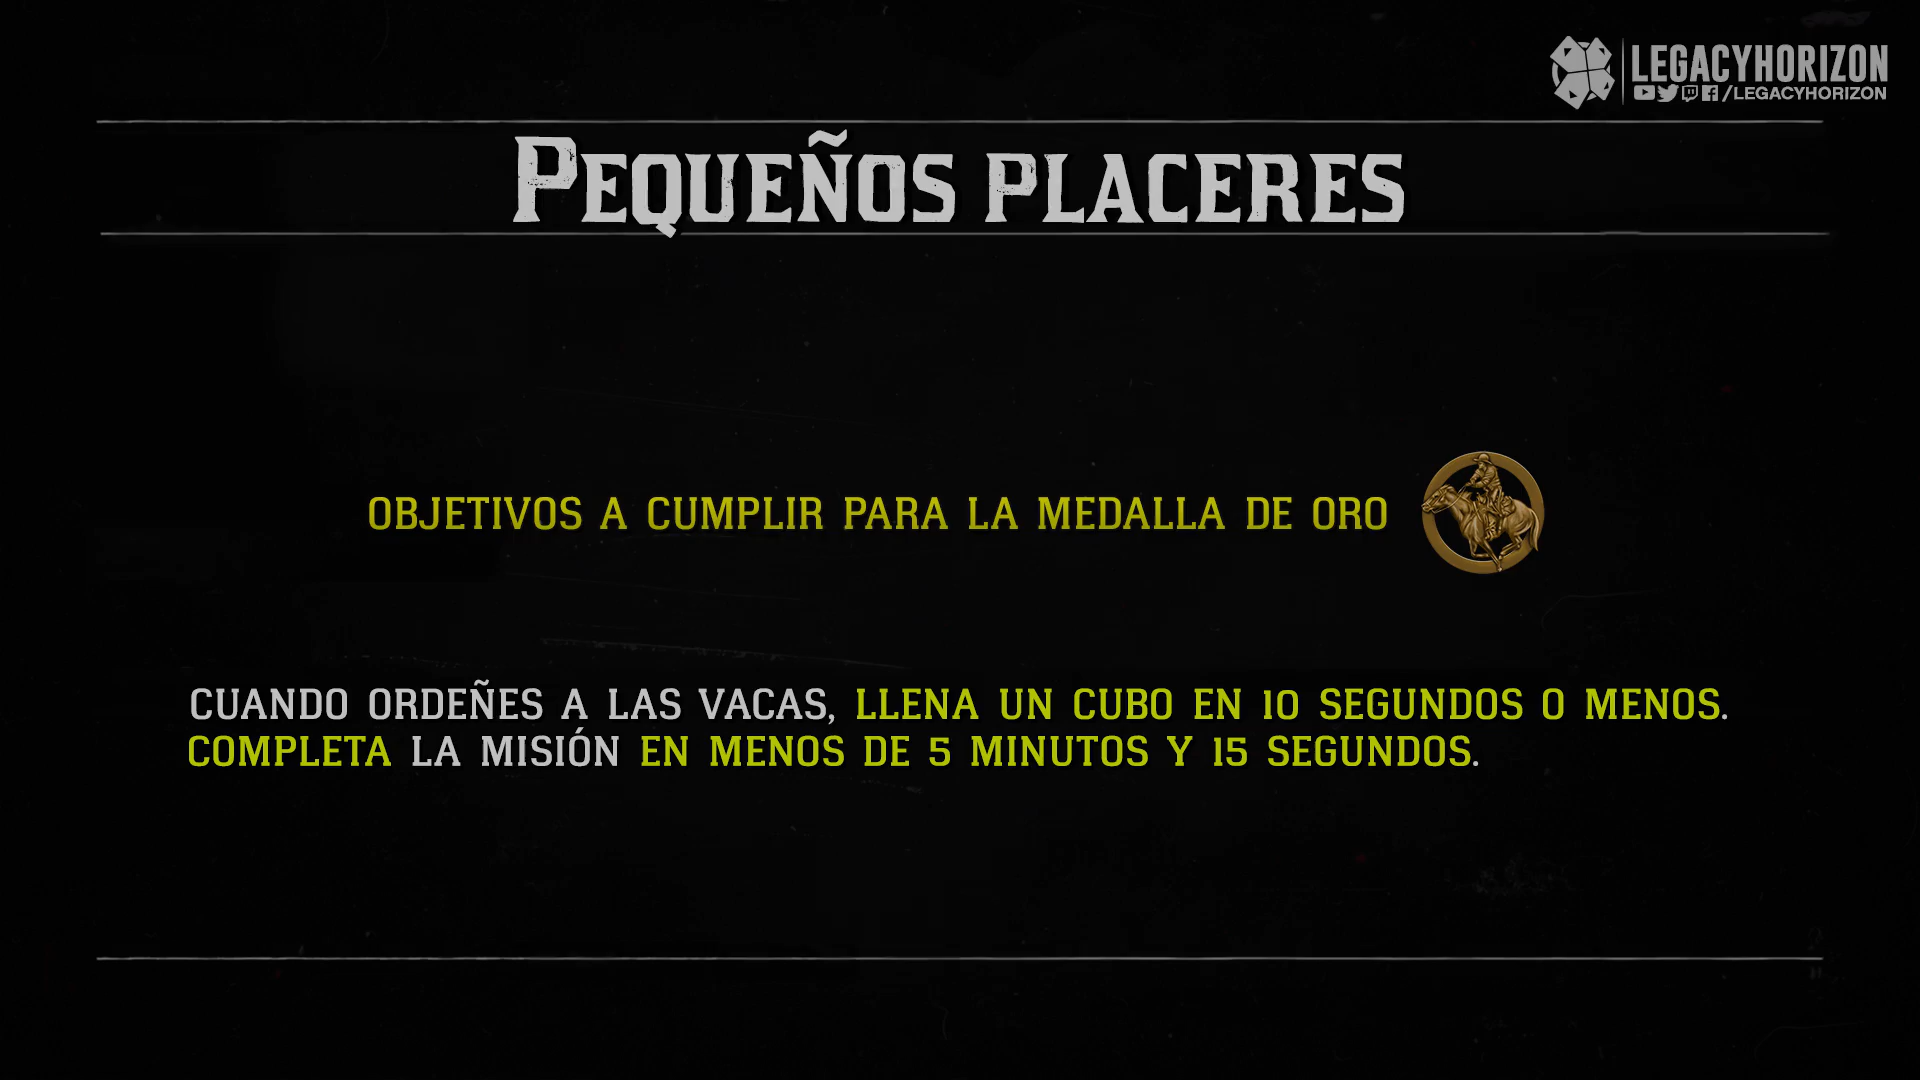 LEGACYHORIZON
/LEGACYHORIZON
PEQUEÑOS PLACERES
OBJETIVOS A CUMPLIR PARA LA MEDALLA DE ORO
CUANDO ORDEÑES A LAS VACAS, LLENA UN CUBO EN 10 SEGUNDOS O MENOS.
COMPLETA LA MISIÓN EN MENOS DE 5 MINUTOS Y 15 SEGUNDOS.